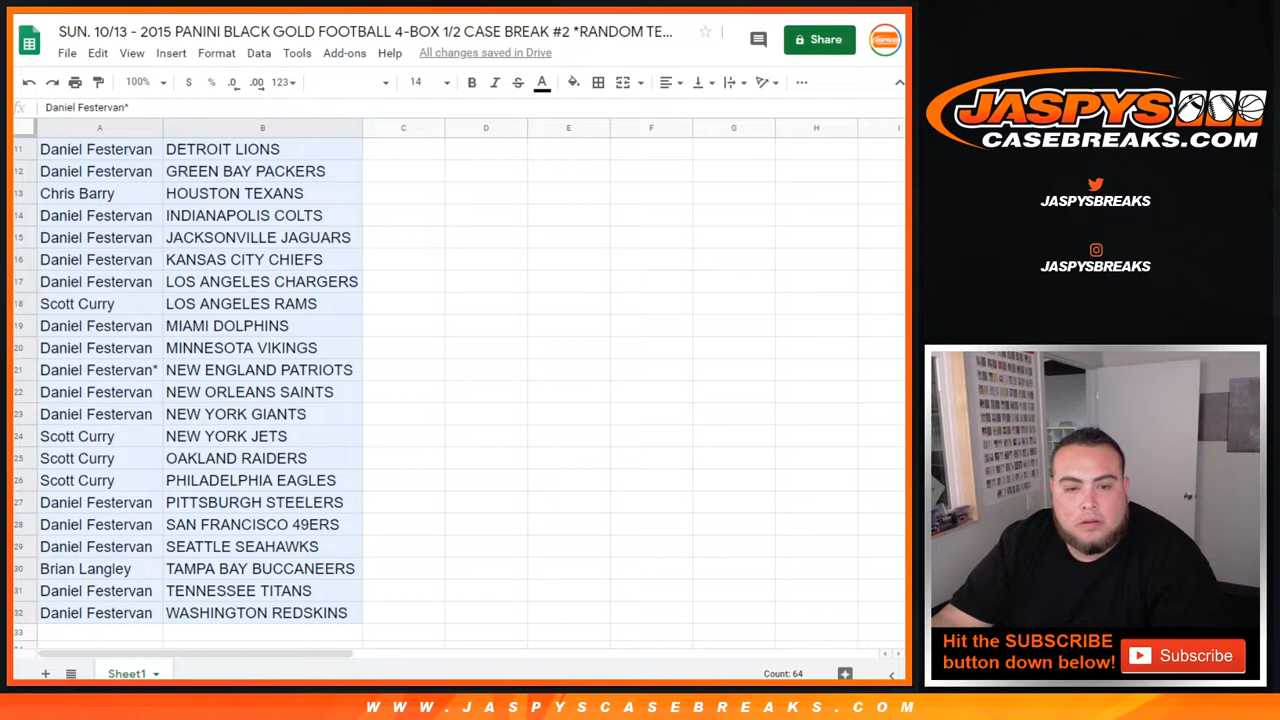 SUN. 10/13 - 2015 PANINI BLACK GOLD FOOTBALL 4-BOX 1/2 CASE BREAK #2 *RANDOM TE...
Share
File Edit View Insert Format Data Tools Add-ons Help All changes saved in Drive
100% $ % .0 .00 123 14 B I S A
fx Daniel Festervan*
A B C D E F G H I
11 Daniel Festervan DETROIT LIONS
12 Daniel Festervan GREEN BAY PACKERS
13 Chris Barry HOUSTON TEXANS
14 Daniel Festervan INDIANAPOLIS COLTS
15 Daniel Festervan JACKSONVILLE JAGUARS
16 Daniel Festervan KANSAS CITY CHIEFS
17 Daniel Festervan LOS ANGELES CHARGERS
18 Scott Curry LOS ANGELES RAMS
19 Daniel Festervan MIAMI DOLPHINS
20 Daniel Festervan MINNESOTA VIKINGS
21 Daniel Festervan* NEW ENGLAND PATRIOTS
22 Daniel Festervan NEW ORLEANS SAINTS
23 Daniel Festervan NEW YORK GIANTS
24 Scott Curry NEW YORK JETS
25 Scott Curry OAKLAND RAIDERS
26 Scott Curry PHILADELPHIA EAGLES
27 Daniel Festervan PITTSBURGH STEELERS
28 Daniel Festervan SAN FRANCISCO 49ERS
29 Daniel Festervan SEATTLE SEAHAWKS
30 Brian Langley TAMPA BAY BUCCANEERS
31 Daniel Festervan TENNESSEE TITANS
32 Daniel Festervan WASHINGTON REDSKINS
33
Sheet1 Count: 64
JASPYS
CASEBREAKS.COM
JASPYSBREAKS
JASPYSBREAKS
Hit the SUBSCRIBE
button down below!
Subscribe
WWW.JASPYSCASEBREAKS.COM